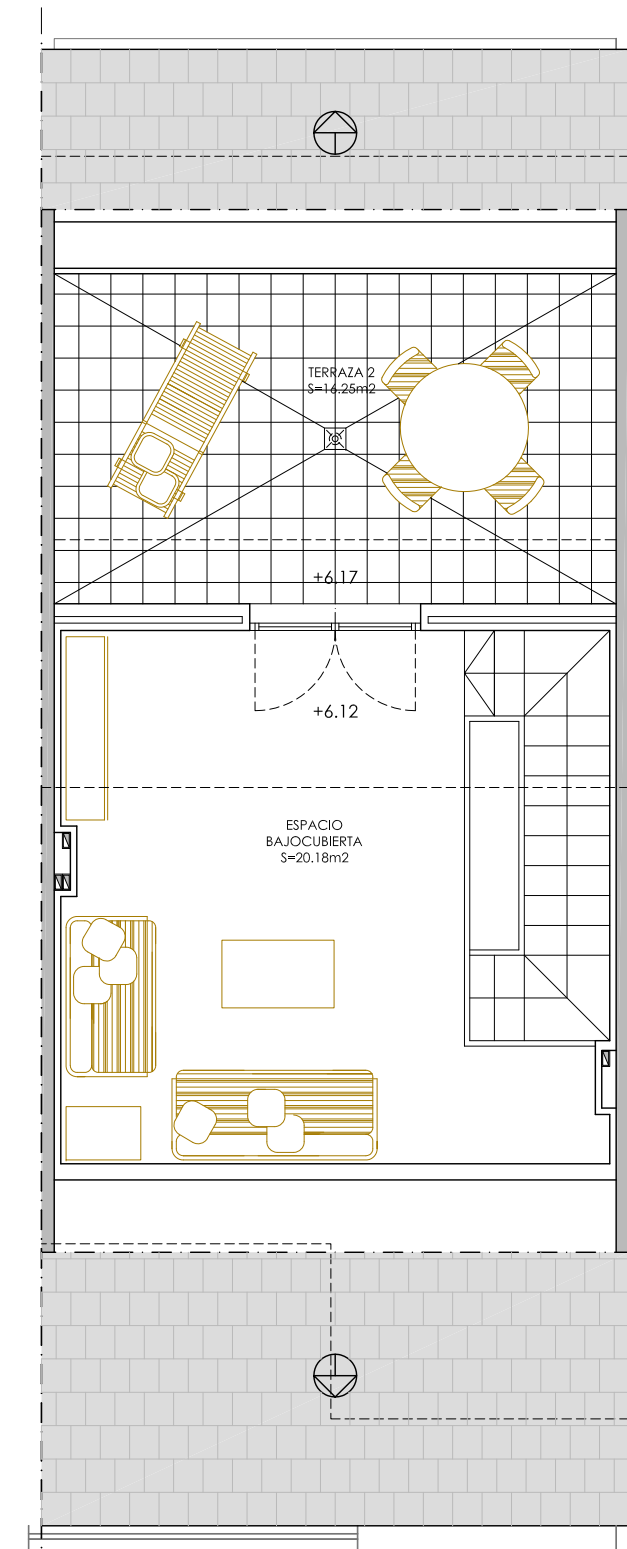 TERRAZA 2
S=16.25m2
+6.17
+6.12
ESPACIO
BAJOCUBIERTA
S=20.18m2